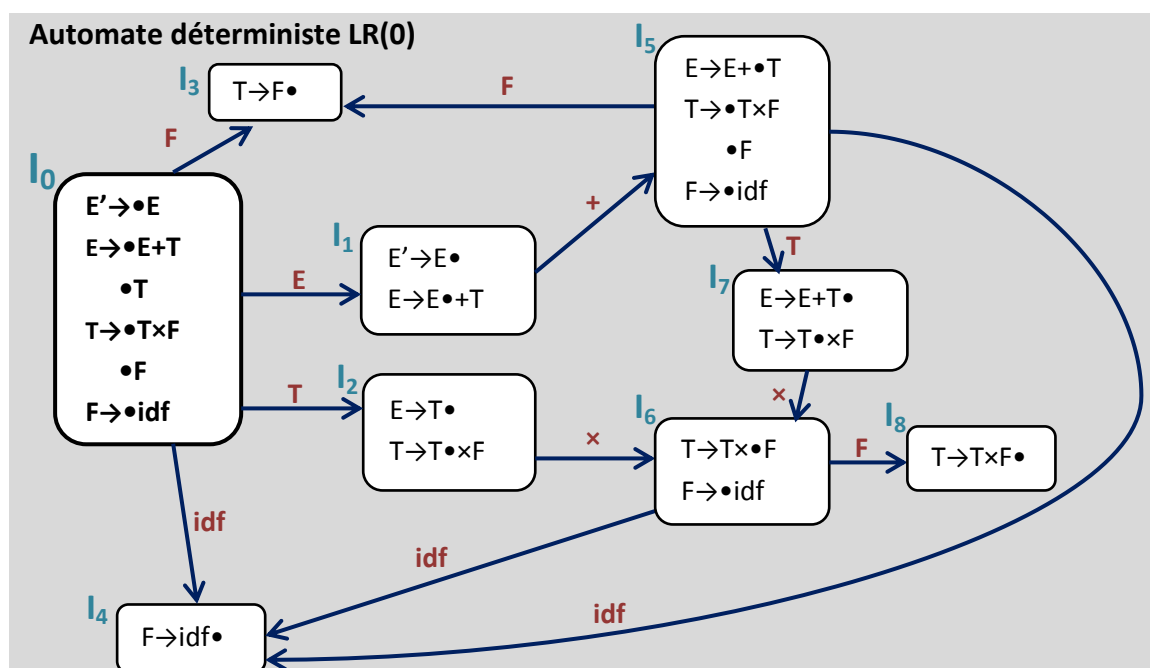 Automate déterministe LR(0)
I5
E→E+•T
T→•T×F
•F
F→•idf
I3
T→F•
F
F
I0
E’→•E
E→•E+T
•T
T→•T×F
•F
F→•idf
+
I1
E’→E•
E→E•+T
E
T
I7
E→E+T•
T→T•×F
×
T
I2
E→T•
T→T•×F
×
I6
T→T×•F
F→•idf
F
I8
T→T×F•
idf
idf
idf
I4
F→idf•